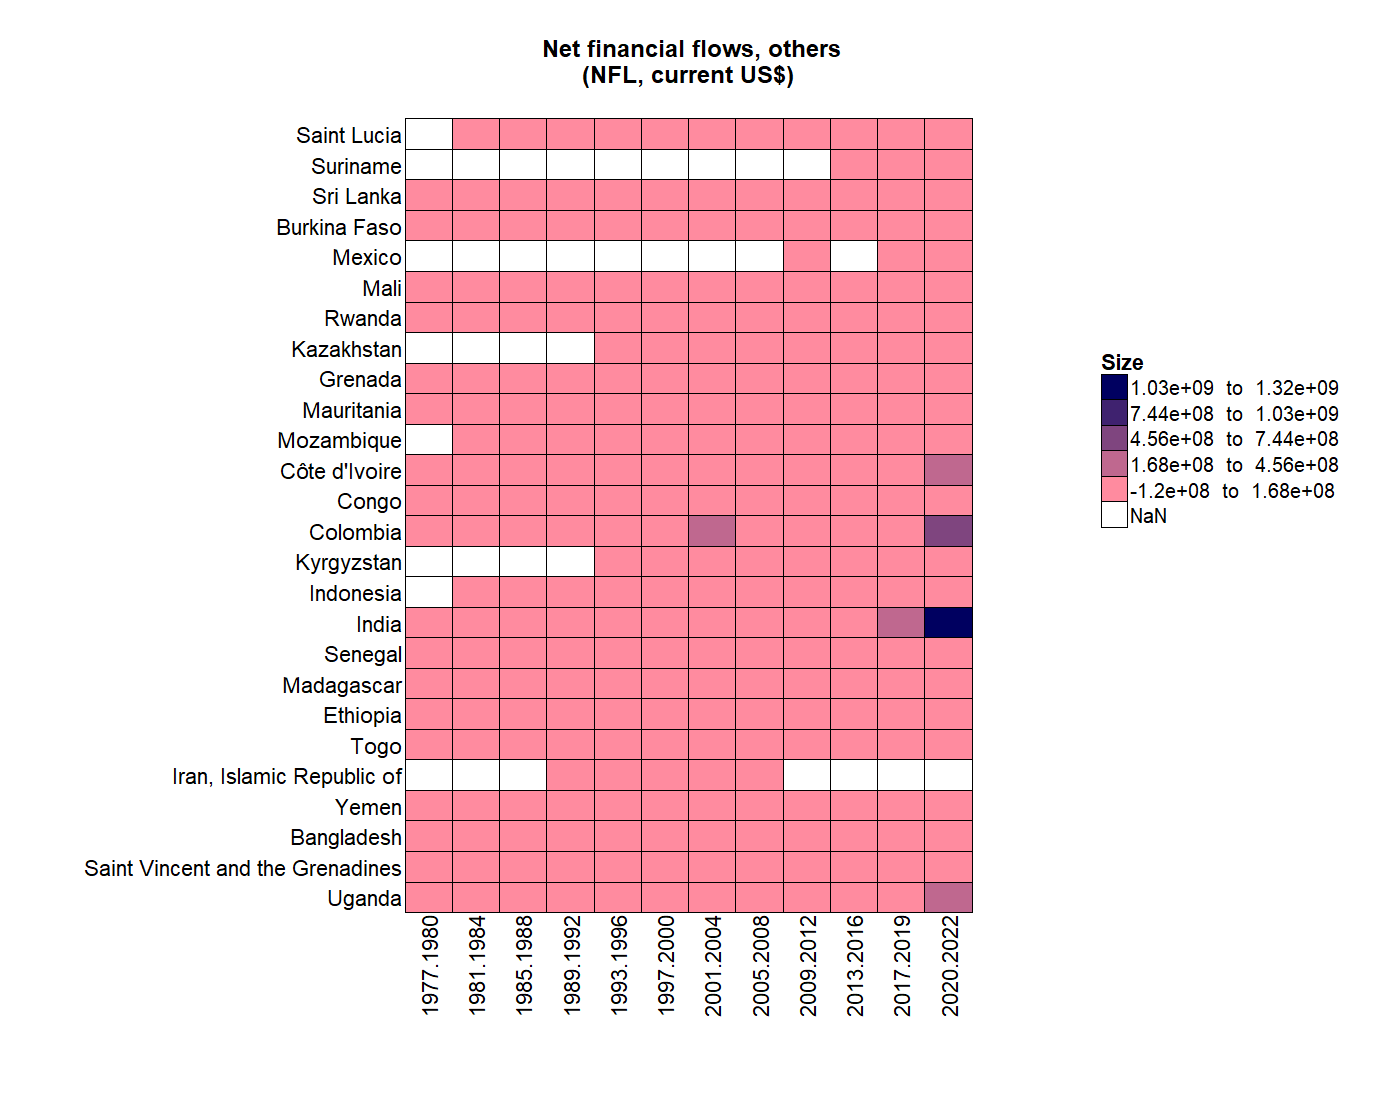 Net financial flows, others
(NFL, current US$)
Saint Lucia
Suriname
Sri Lanka
Burkina Faso
Mexico
Mali
Rwanda
Kazakhstan
Grenada
Mauritania
Mozambique
Côte d'Ivoire
Congo
Colombia
Kyrgyzstan
Indonesia
India
Senegal
Madagascar
Ethiopia
Togo
Iran, Islamic Republic of
Yemen
Bangladesh
Saint Vincent and the Grenadines
Uganda
1977.1980
1981.1984
1985.1988
1989.1992
1993.1996
1997.2000
2001.2004
2005.2008
2009.2012
2013.2016
2017.2019
2020.2022
Size
1.03e+09 to 1.32e+09
7.44e+08 to 1.03e+09
4.56e+08 to 7.44e+08
1.68e+08 to 4.56e+08
-1.2e+08 to 1.68e+08
NaN